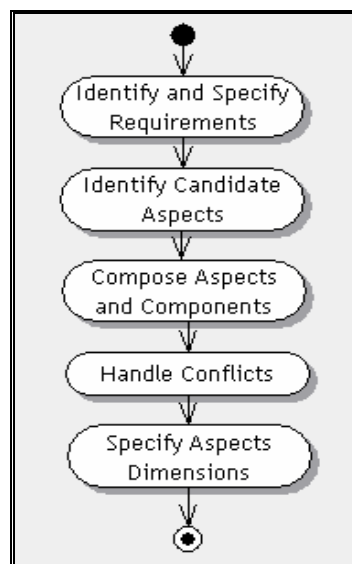 Identify and Specify
Requirements
Identify Candidate
Aspects
Compose Aspects
and Components
Handle Conflicts
Specify Aspects
Dimensions